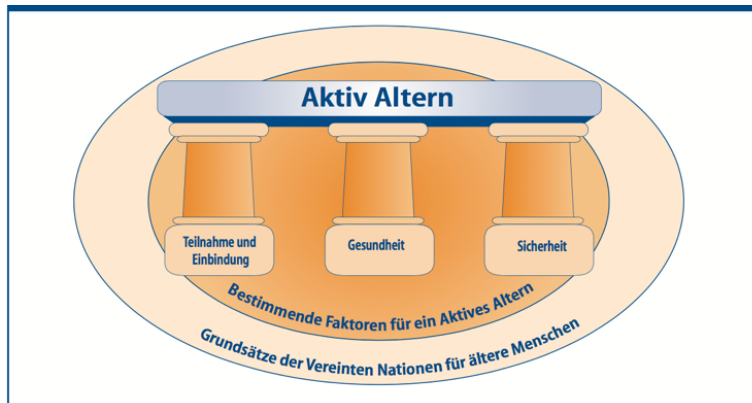 Aktiv Altern
Teilnahme und
Einbindung
Gesundheit
Sicherheit
Bestimmende Faktoren für ein Aktives Altern
Grundsätze der Vereinten Nationen für ältere Menschen